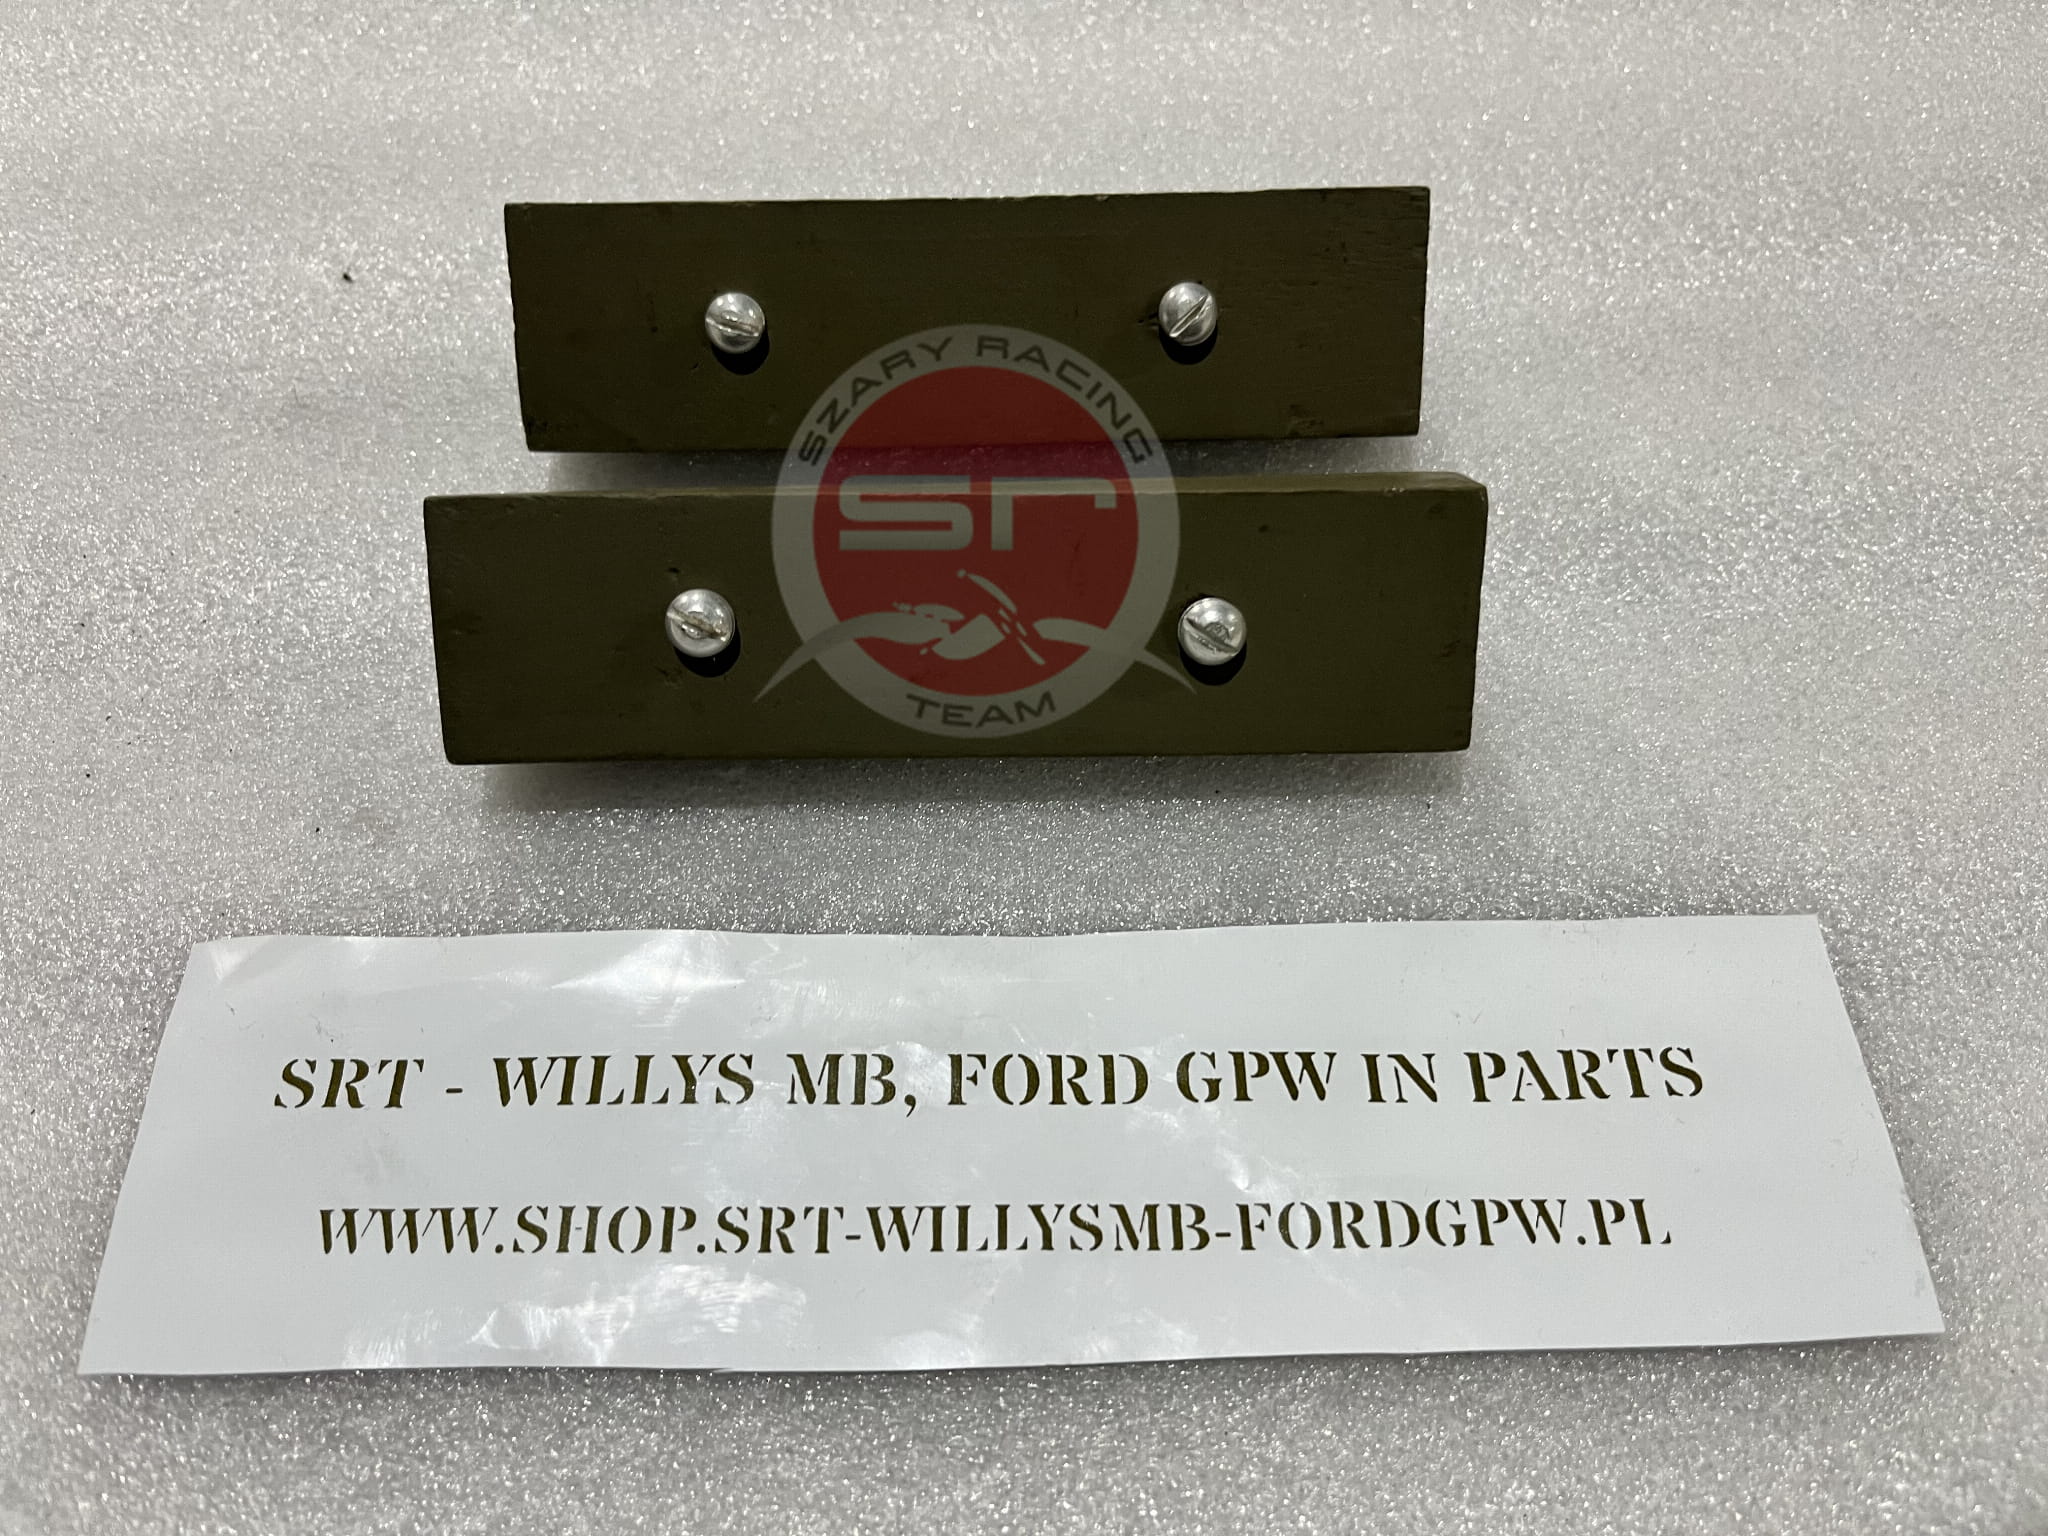 SZARY RACING
sr
TEAM
SRT - WILLYS MB, FORD GPW IN PARTS
WWW.SHOP.SRT-WILLYSMB-FORDGPW.PL